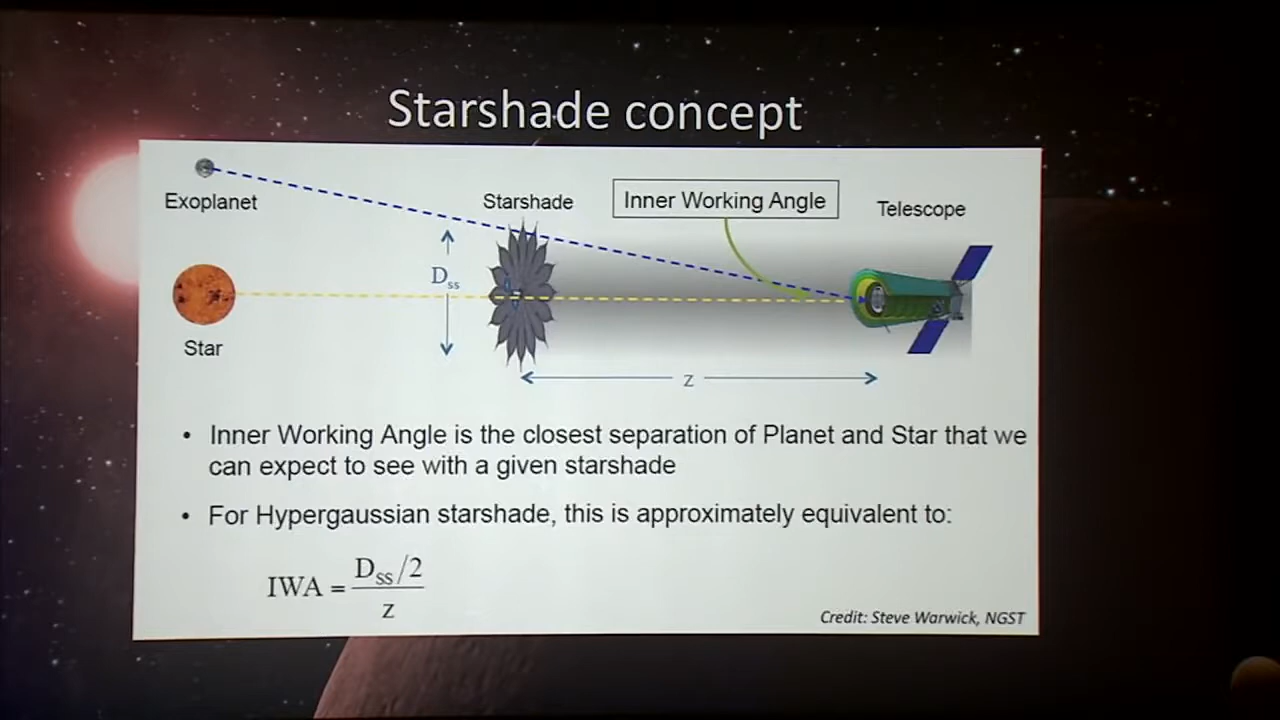 Starshade concept
Exoplanet
Starshade
Inner Working Angle
Telescope
D_ss
Star
z
• Inner Working Angle is the closest separation of Planet and Star that we
can expect to see with a given starshade
• For Hypergaussian starshade, this is approximately equivalent to:
IWA = (D_SS/2)/z
Credit: Steve Warwick, NGST